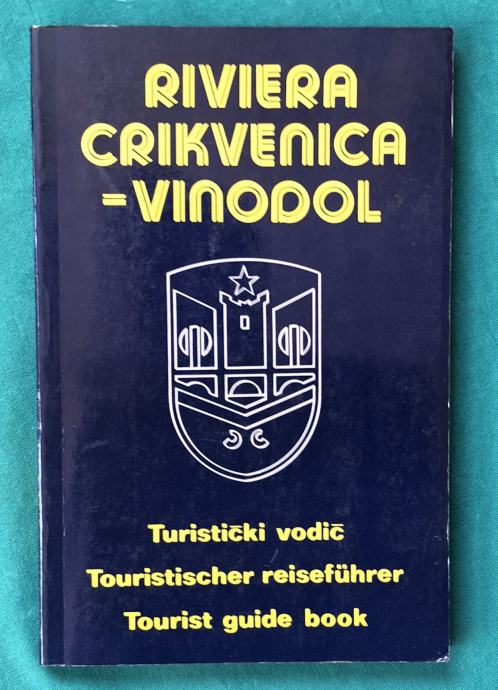 RIVIERA
CRIKVENICA
-VINODOL
Turistički vodič
Touristischer reiseführer
Tourist guide book